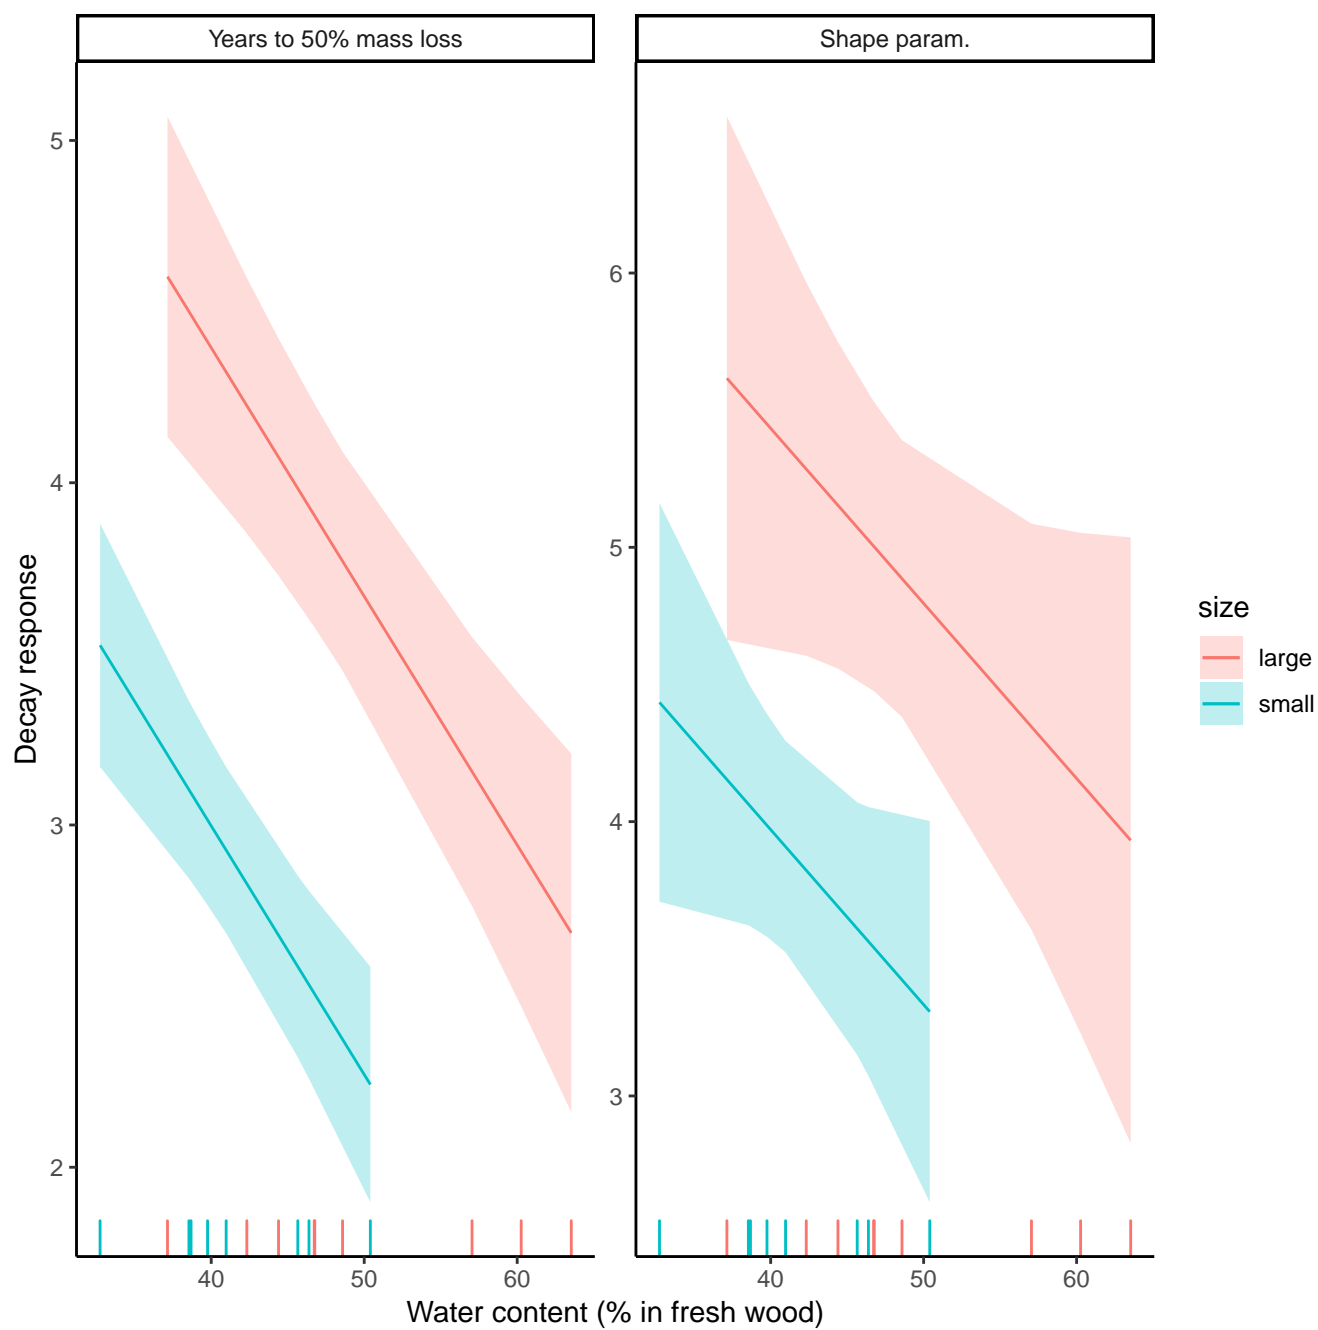 Years to 50% mass loss
Shape param.
5
4
3
2
6
5
4
3
Decay response
40
50
60
40
50
60
Water content (% in fresh wood)
size
large
small